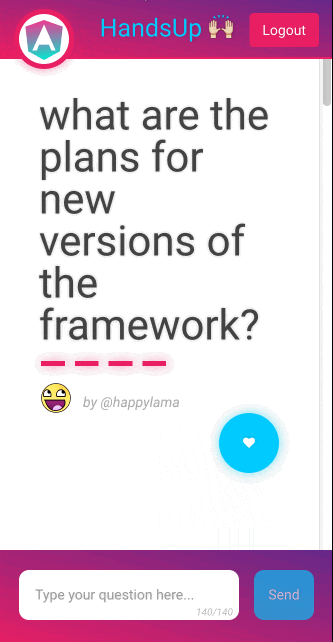 HandsUp 🙌🏼
Logout
what are the
plans for
new
versions of
the
framework?
by @happylama
Type your question here...
140/140
Send